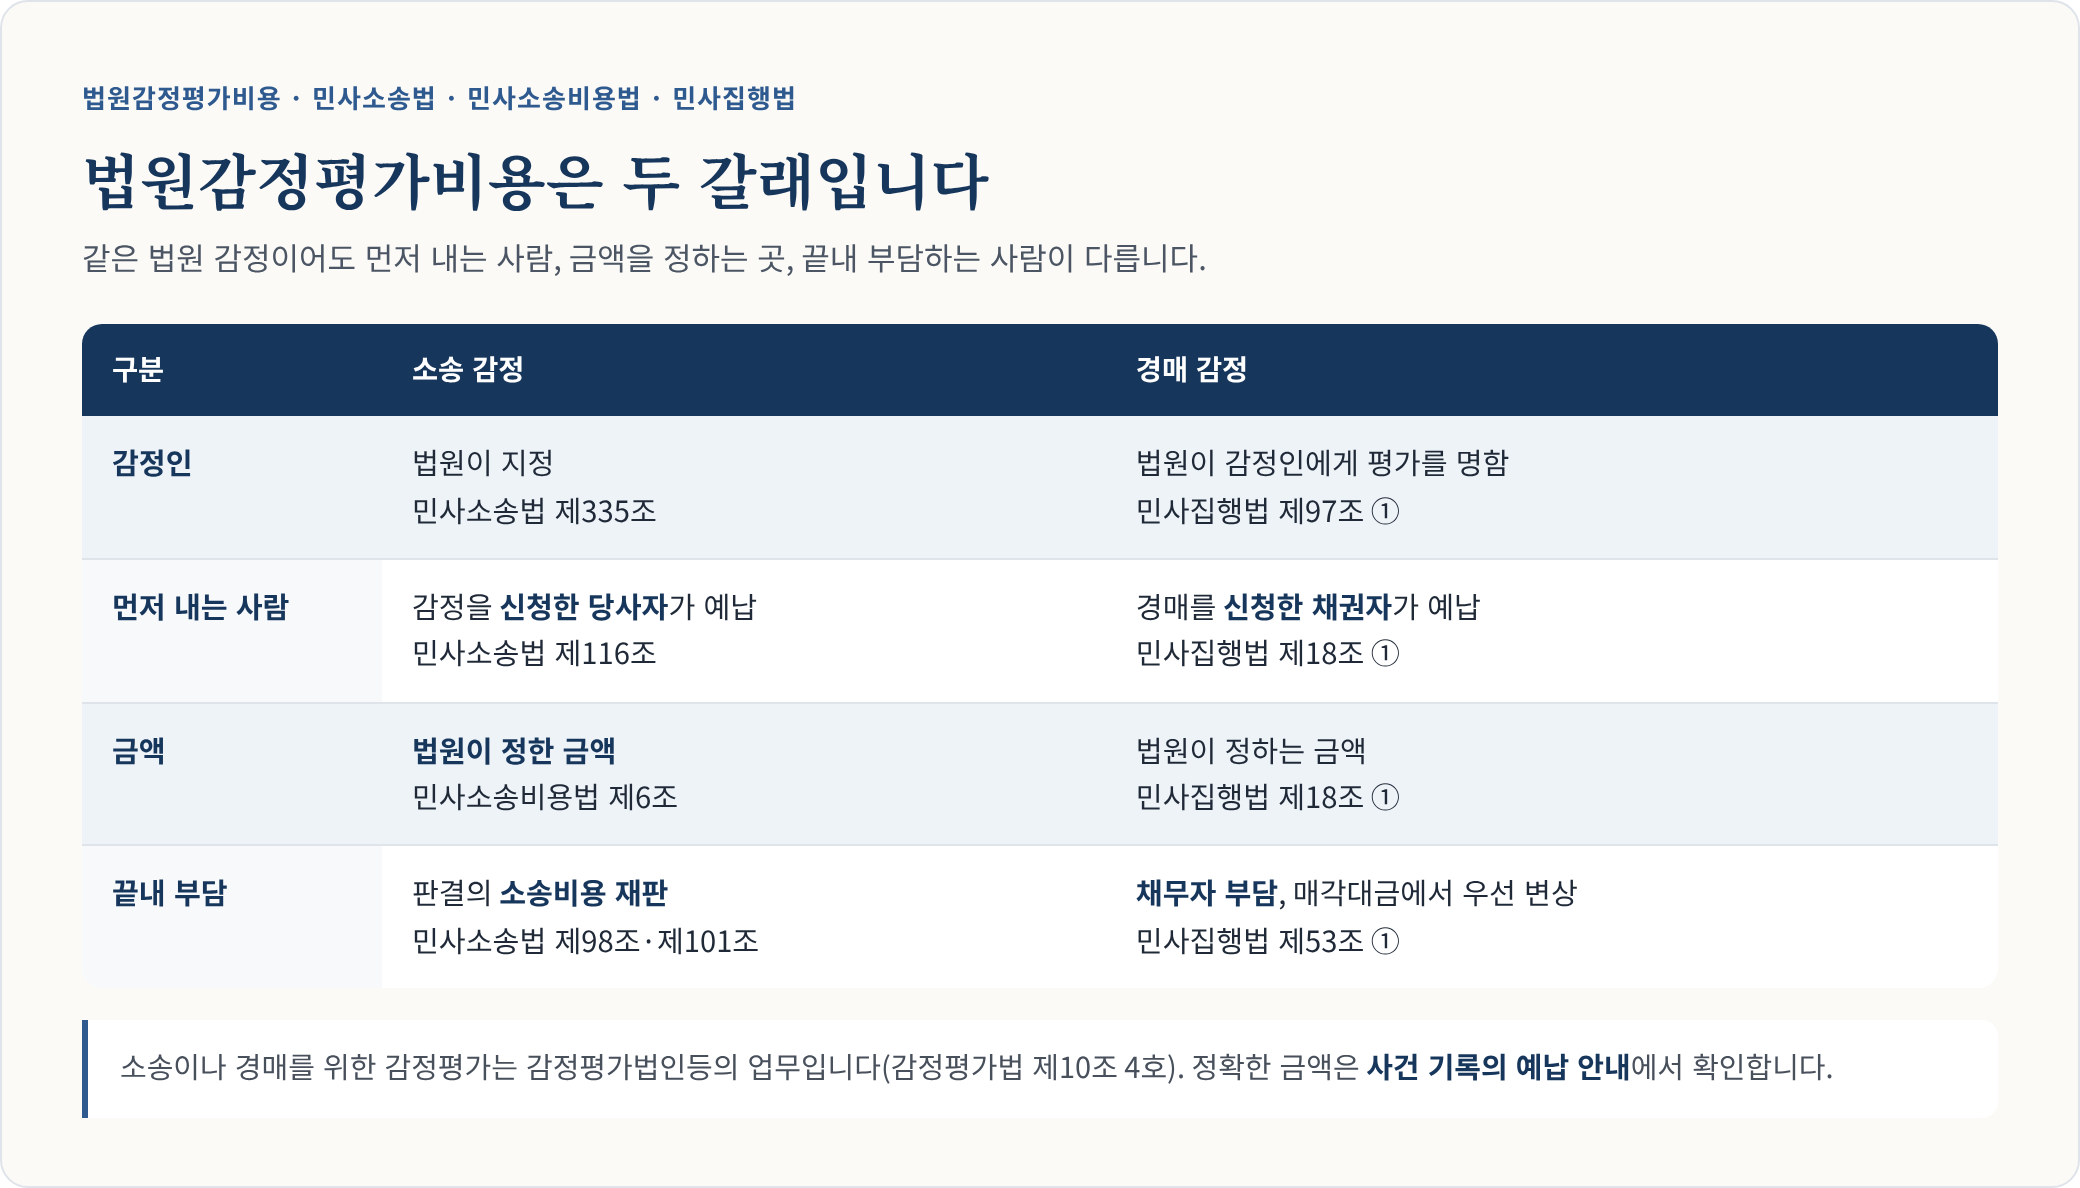 법원감정평가비용 · 민사소송법 · 민사소송비용법 · 민사집행법
법원감정평가비용은 두 갈래입니다
같은 법원 감정이어도 먼저 내는 사람, 금액을 정하는 곳, 끝내 부담하는 사람이 다릅니다.
구분 소송 감정 경매 감정
감정인 법원이 지정 법원이 감정인에게 평가를 명함
민사소송법 제335조 민사집행법 제97조 ①
먼저 내는 사람 감정을 신청한 당사자가 예납 경매를 신청한 채권자가 예납
민사소송법 제116조 민사집행법 제18조 ①
금액 법원이 정한 금액 법원이 정하는 금액
민사소송비용법 제6조 민사집행법 제18조 ①
끝내 부담 판결의 소송비용 재판 채무자 부담, 매각대금에서 우선 변상
민사소송법 제98조·제101조 민사집행법 제53조 ①
소송이나 경매를 위한 감정평가는 감정평가법인등의 업무입니다(감정평가법 제10조 4호). 정확한 금액은 사건 기록의 예납 안내에서 확인합니다.